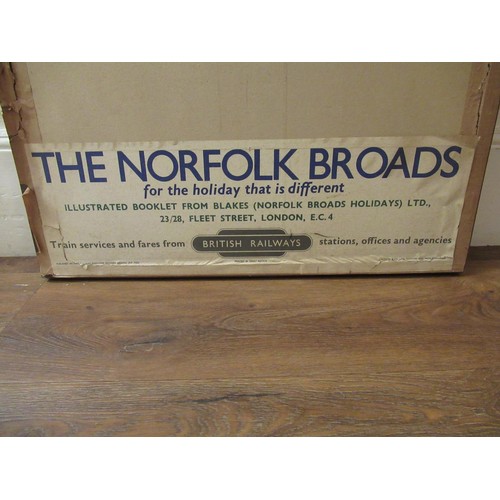 THE NORFOLK BROADS
for the holiday that is different
ILLUSTRATED BOOKLET FROM BLAKES (NORFOLK BROADS HOLIDAYS) LTD.,
23/28, FLEET STREET, LONDON, E.C.4
Train services and fares from BRITISH RAILWAYS stations, offices and agencies